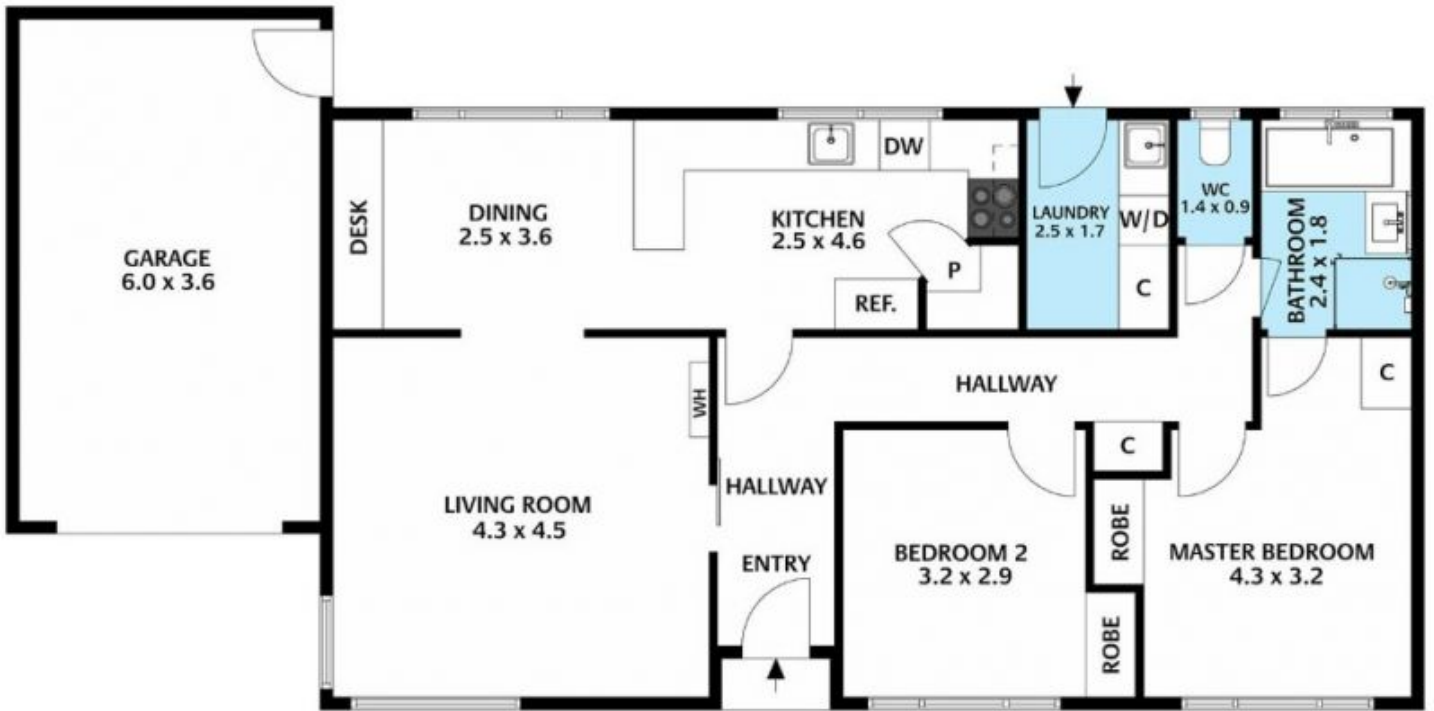 GARAGE
6.0 x 3.6
DESK
DINING
2.5 x 3.6
KITCHEN
2.5 x 4.6
DW
P
REF.
LAUNDRY
2.5 x 1.7
W/D
C
WC
1.4 x 0.9
BATHROOM
2.4 x 1.8
C
LIVING ROOM
4.3 x 4.5
WH
HALLWAY
HALLWAY
ENTRY
BEDROOM 2
3.2 x 2.9
C
ROBE
ROBE
MASTER BEDROOM
4.3 x 3.2